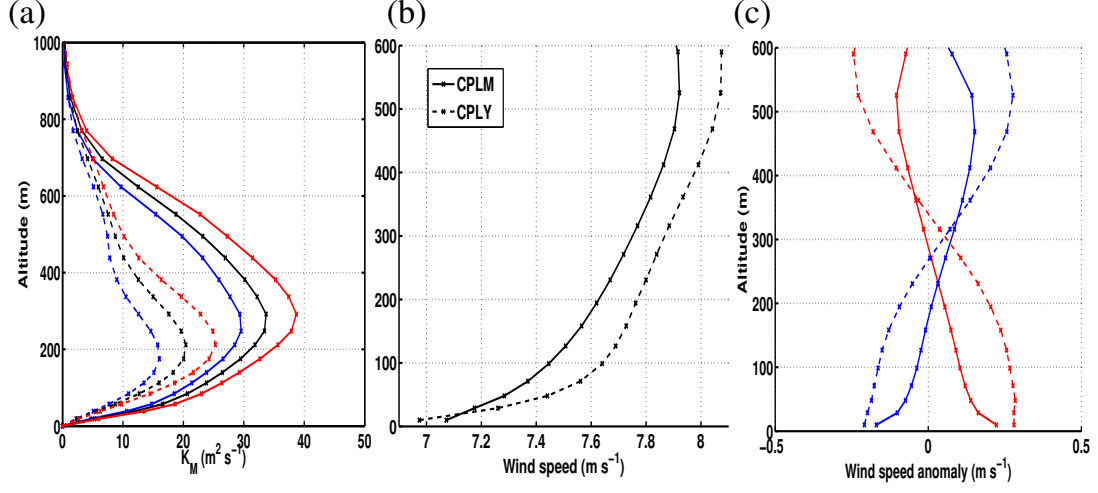 (a)
1000
800
600
400
200
0
Altitude (m)
0 10 20 30 40 50
K_M (m² s⁻¹)
(b)
600
500
400
300
200
100
0
CPLM
CPLY
7 7.2 7.4 7.6 7.8 8
Wind speed (m s⁻¹)
(c)
600
500
400
300
200
100
0
Altitude (m)
−0.5 0 0.5
Wind speed anomaly (m s⁻¹)